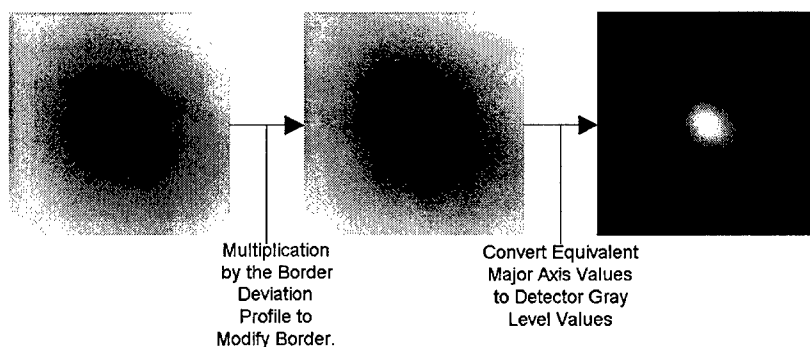 Multiplication
by the Border
Deviation
Profile to
Modify Border.
Convert Equivalent
Major Axis Values
to Detector Gray
Level Values